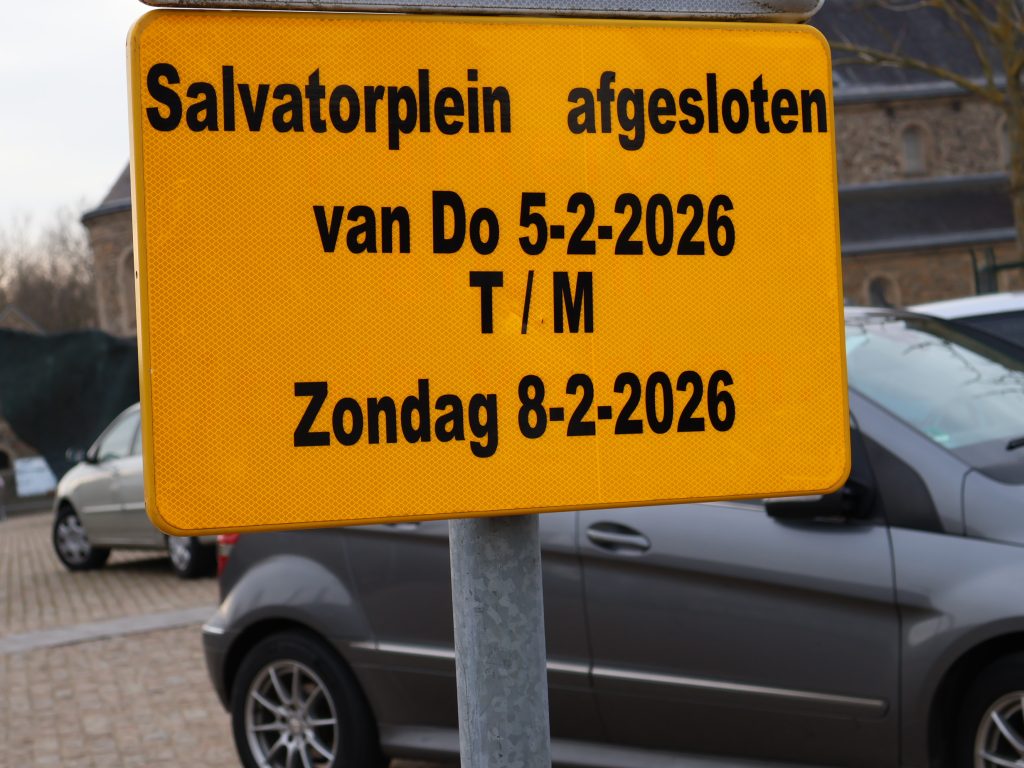 Salvatorplein afgesloten
van Do 5-2-2026
T / M
Zondag 8-2-2026